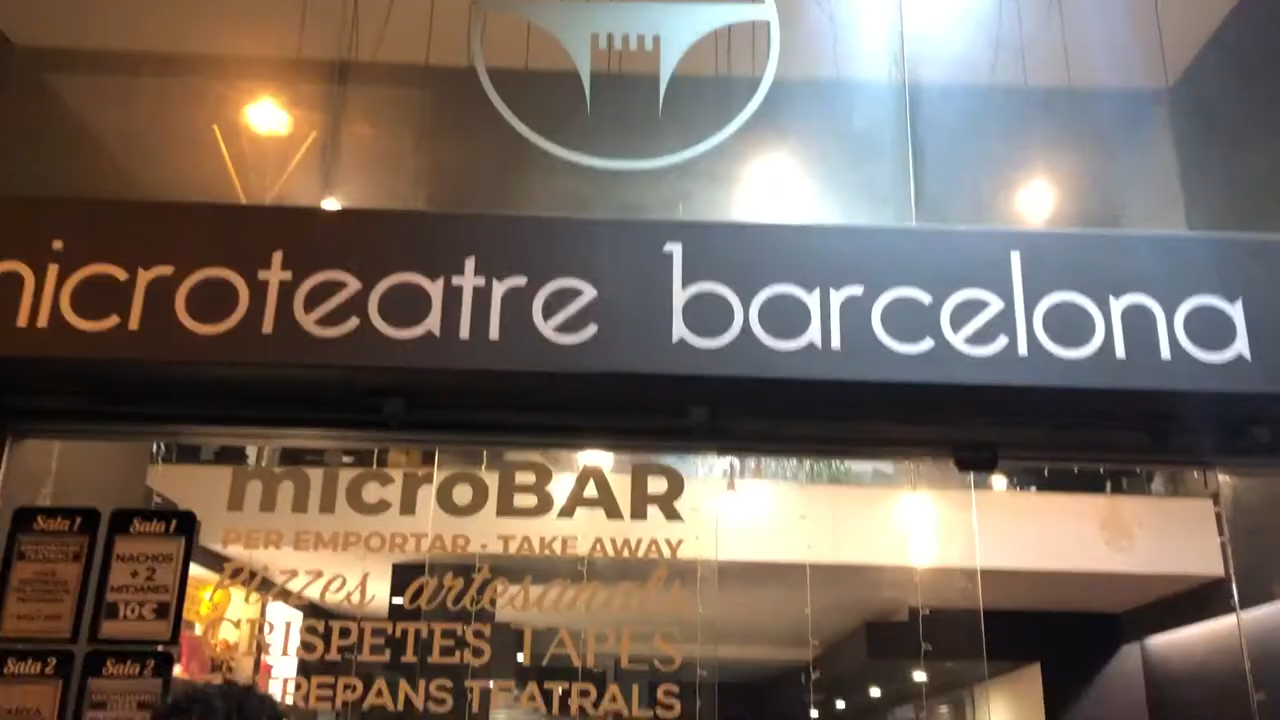 microteatre barcelona
microBAR
PER EMPORTAR · TAKE AWAY
Pizzes artesanals
CRISPETES TAPES
TEATRALS
Sala 1
Sala 1
NACHOS
+ 2
MITJANES
10€
Sala 2
Sala 2